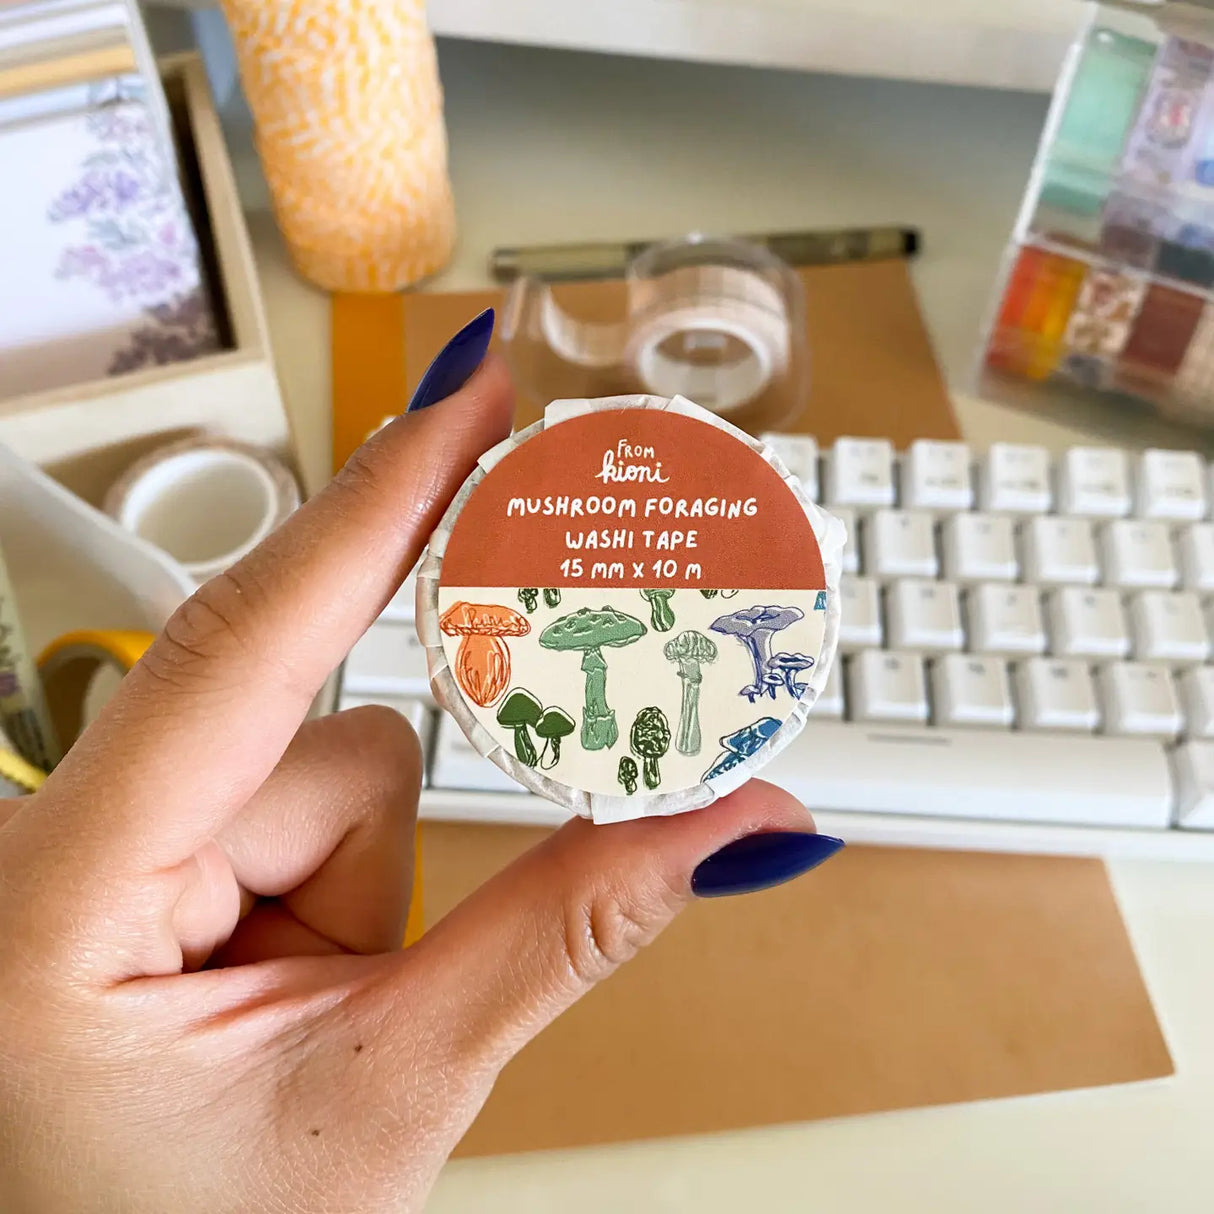 FROM
kioni
MUSHROOM FORAGING
WASHI TAPE
15 MM X 10 M